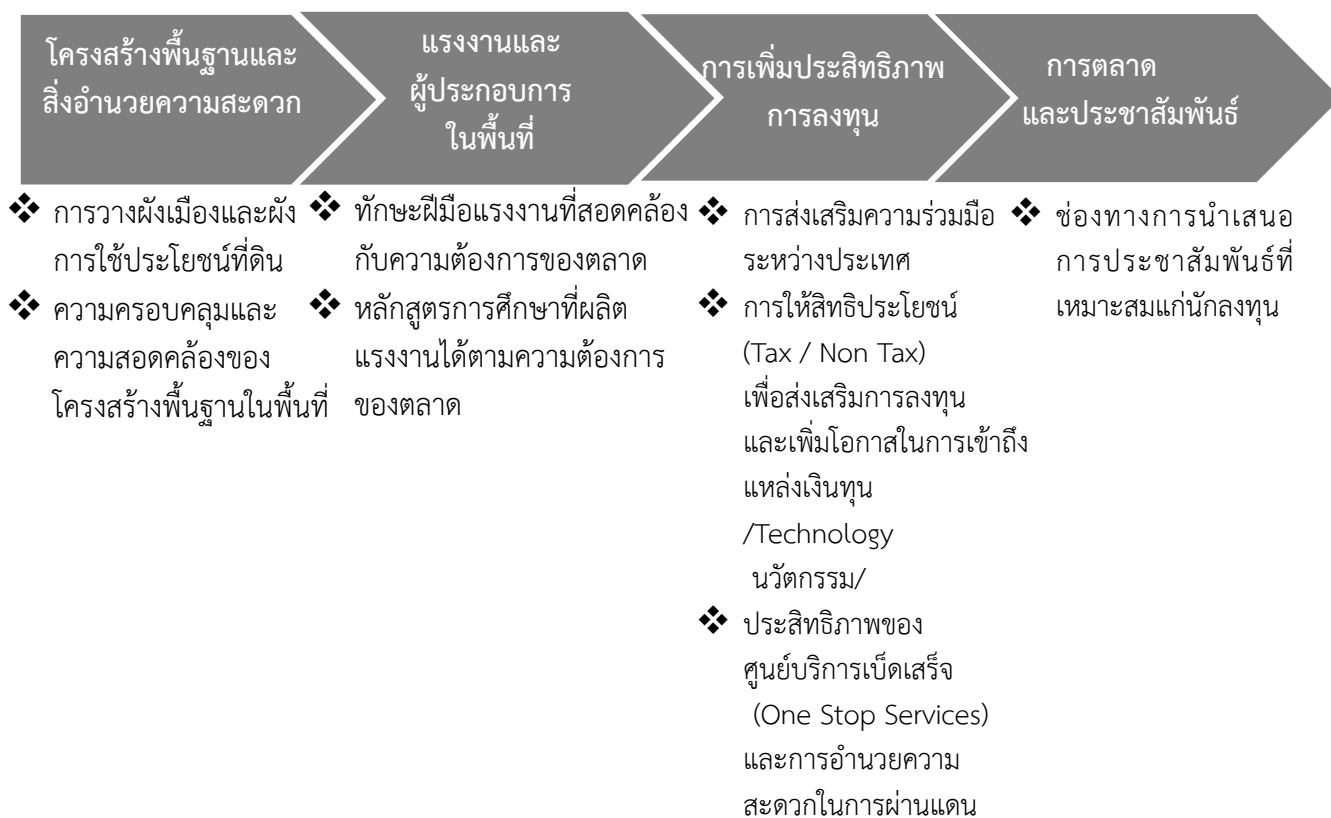 โครงสร้างพื้นฐานและ
สิ่งอำนวยความสะดวก
แรงงานและ
ผู้ประกอบการ
ในพื้นที่
การเพิ่มประสิทธิภาพ
การลงทุน
การตลาด
และประชาสัมพันธ์
❖ การวางผังเมืองและผัง
การใช้ประโยชน์ที่ดิน
❖ ความครอบคลุมและ
ความสอดคล้องของ
โครงสร้างพื้นฐานในพื้นที่
❖ ทักษะฝีมือแรงงานที่สอดคล้อง
กับความต้องการของตลาด
❖ หลักสูตรการศึกษาที่ผลิต
แรงงานได้ตามความต้องการ
ของตลาด
❖ การส่งเสริมความร่วมมือ
ระหว่างประเทศ
❖ การให้สิทธิประโยชน์
(Tax / Non Tax)
เพื่อส่งเสริมการลงทุน
และเพิ่มโอกาสในการเข้าถึง
แหล่งเงินทุน
/Technology
นวัตกรรม/
❖ ประสิทธิภาพของ
ศูนย์บริการเบ็ดเสร็จ
(One Stop Services)
และการอำนวยความ
สะดวกในการผ่านแดน
❖ ช่องทางการนำเสนอ
การประชาสัมพันธ์ที่
เหมาะสมแก่นักลงทุน